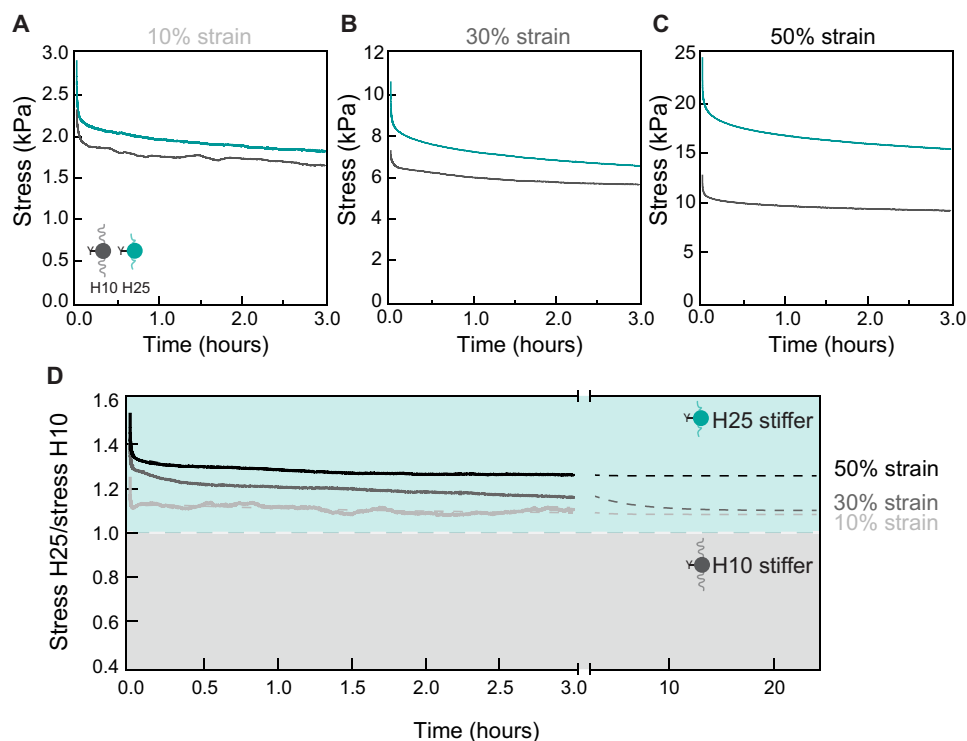 A
10% strain
Stress (kPa)
3.0
2.5
2.0
1.5
1.0
0.5
0.0
Y Y
H10 H25
0.0 1.0 2.0 3.0
Time (hours)
B
30% strain
Stress (kPa)
12
10
8
6
4
2
0
0.0 1.0 2.0 3.0
Time (hours)
C
50% strain
Stress (kPa)
25
20
15
10
5
0
0.0 1.0 2.0 3.0
Time (hours)
D
Stress H25/stress H10
1.6
1.4
1.2
1.0
0.8
0.6
0.4
Y H25 stiffer
50% strain
30% strain
10% strain
Y H10 stiffer
0.0 0.5 1.0 1.5 2.0 2.5 3.0 10 20
Time (hours)